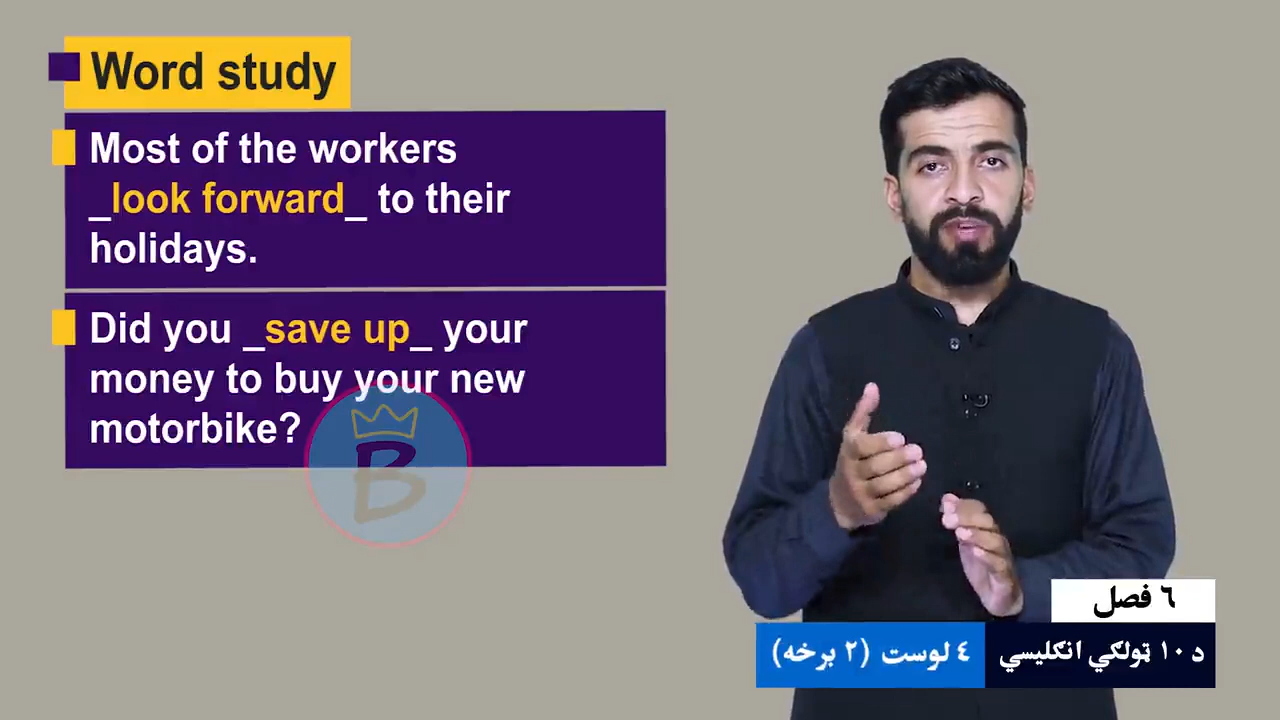 Word study
Most of the workers
_look forward_ to their
holidays.
Did you _save up_ your
money to buy your new
motorbike?
B
٦ فصل
د ١٠ ټولګي انګليسي
٤ لوست (٢ برخه)